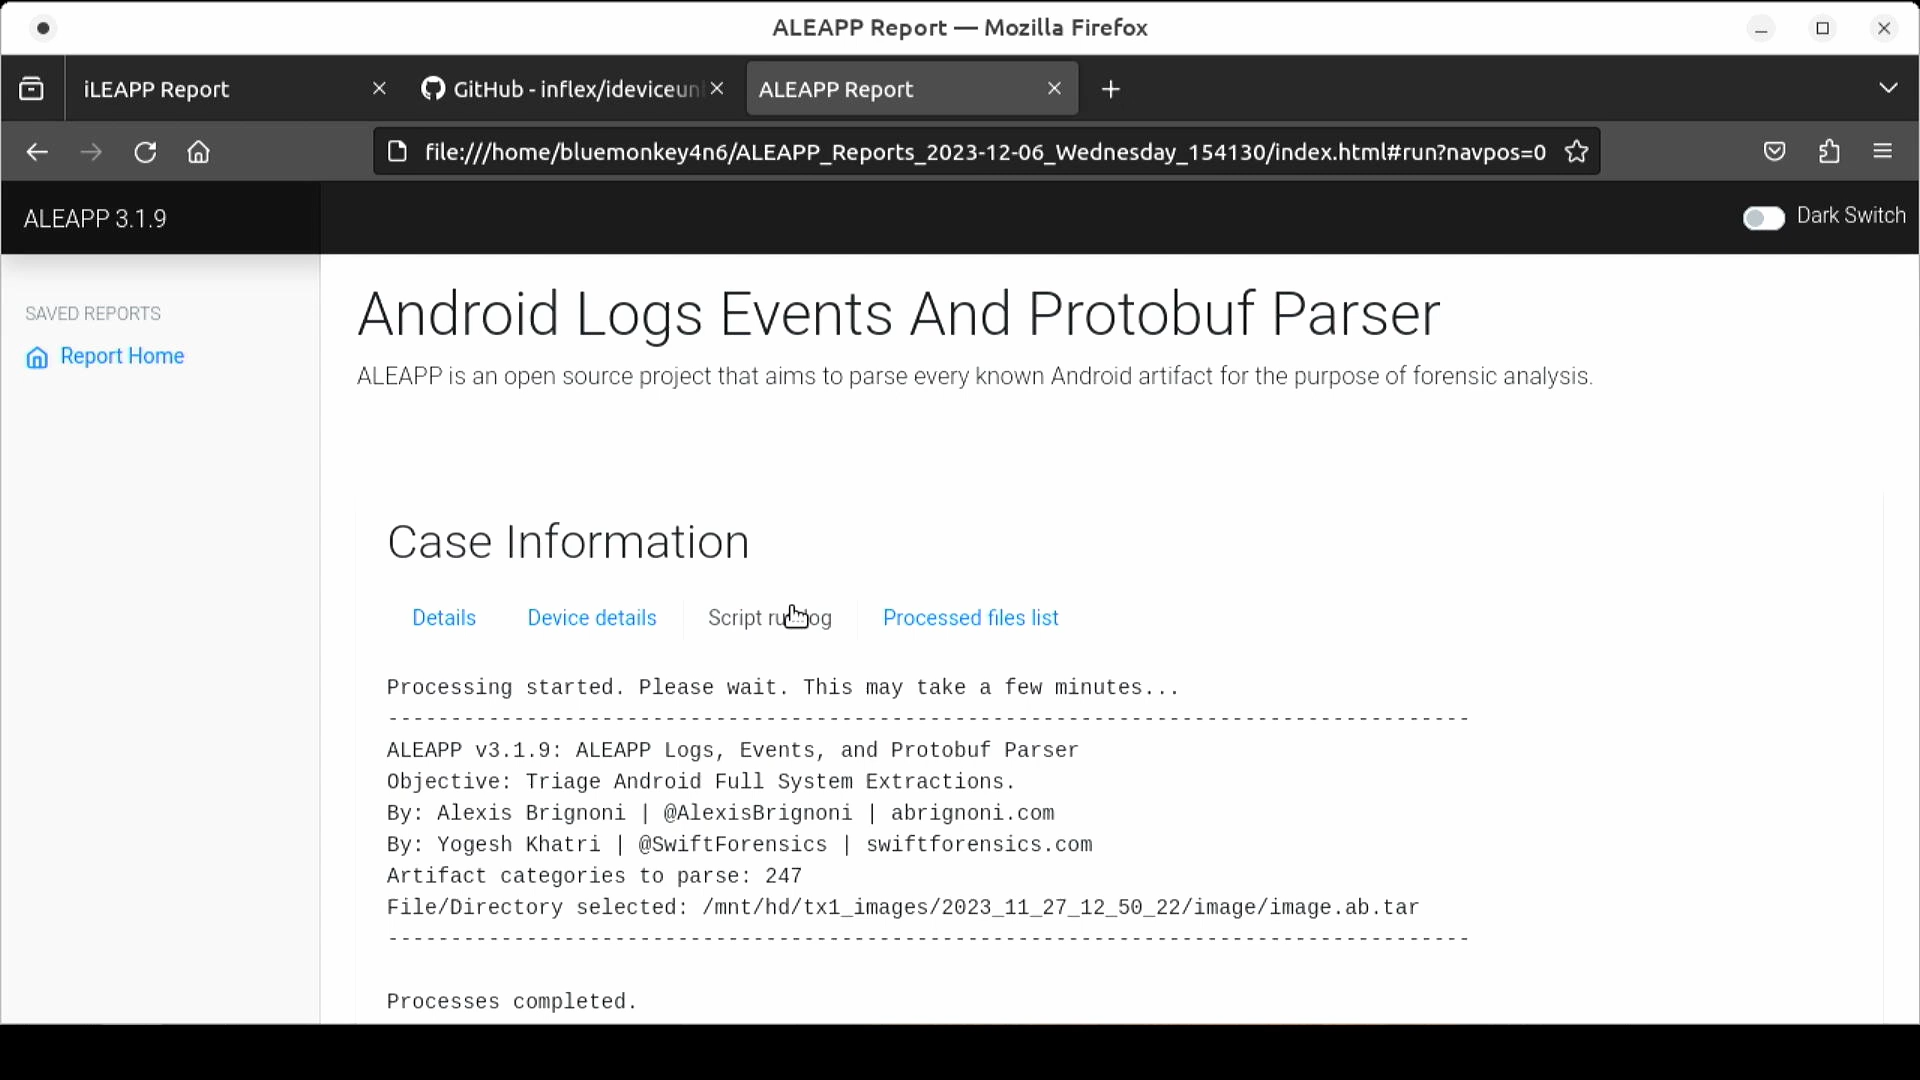 ALEAPP Report — Mozilla Firefox
iLEAPP Report
GitHub - inflex/ideviceun
ALEAPP Report
file:///home/bluemonkey4n6/ALEAPP_Reports_2023-12-06_Wednesday_154130/index.html#run?navpos=0
ALEAPP 3.1.9
Dark Switch
SAVED REPORTS
Report Home
Android Logs Events And Protobuf Parser
ALEAPP is an open source project that aims to parse every known Android artifact for the purpose of forensic analysis.
Case Information
Details
Device details
Script ru og
Processed files list
Processing started. Please wait. This may take a few minutes...
--------------------------------------------------------------------------------------
ALEAPP v3.1.9: ALEAPP Logs, Events, and Protobuf Parser
Objective: Triage Android Full System Extractions.
By: Alexis Brignoni | @AlexisBrignoni | abrignoni.com
By: Yogesh Khatri | @SwiftForensics | swiftforensics.com
Artifact categories to parse: 247
File/Directory selected: /mnt/hd/tx1_images/2023_11_27_12_50_22/image/image.ab.tar
--------------------------------------------------------------------------------------
Processes completed.